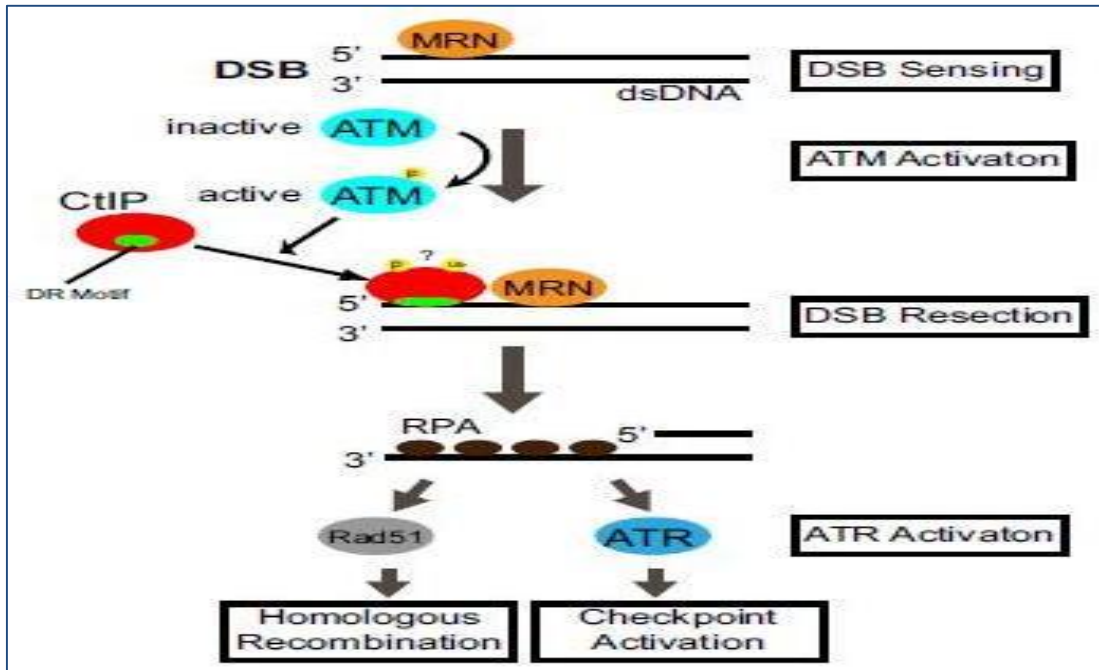 MRN
5’
DSB
3’
dsDNA
DSB Sensing
inactive
ATM
ATM Activaton
P
CtIP
active
ATM
?
P
Ub
DR Motif
MRN
5’
3’
DSB Resection
RPA
5’
3’
Rad51
ATR
ATR Activaton
Homologous
Recombination
Checkpoint
Activation